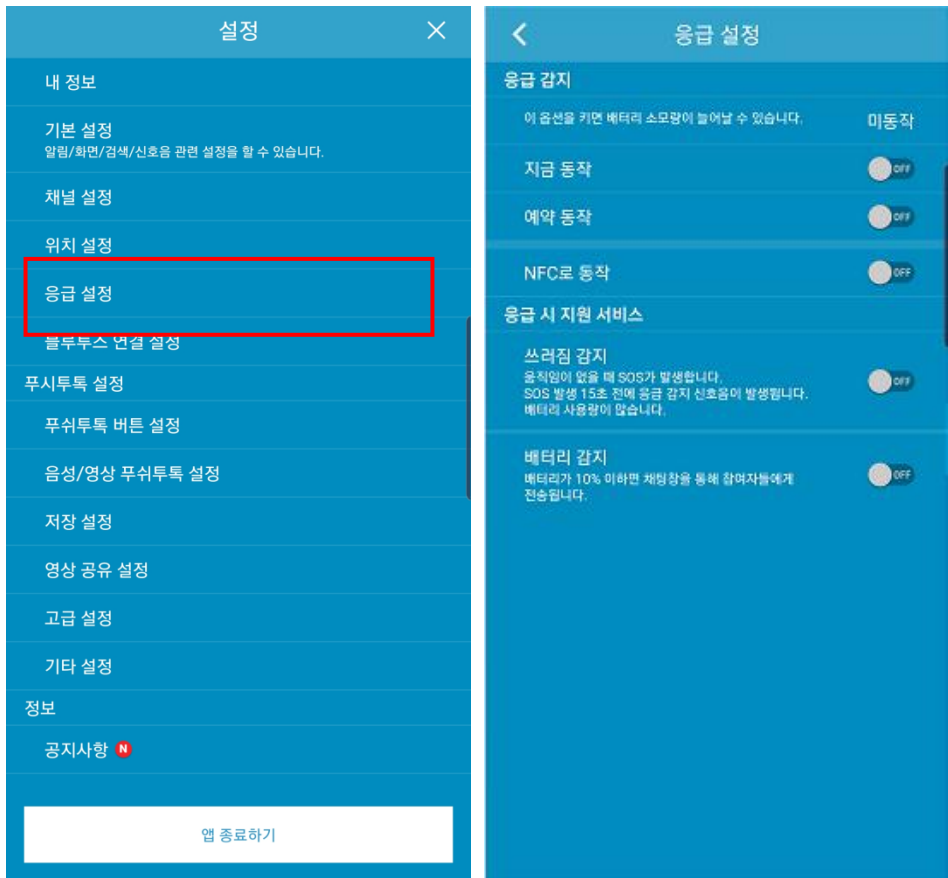 설정
내 정보
기본 설정
알림/화면/검색/신호음 관련 설정을 할 수 있습니다.
채널 설정
위치 설정
응급 설정
블루투스 연결 설정
푸시투톡 설정
푸쉬투톡 버튼 설정
음성/영상 푸쉬투톡 설정
저장 설정
영상 공유 설정
고급 설정
기타 설정
정보
공지사항 N
앱 종료하기
응급 설정
응급 감지
이 옵션을 키면 배터리 소모량이 늘어날 수 있습니다.
미동작
지금 동작
OFF
예약 동작
OFF
NFC로 동작
OFF
응급 시 지원 서비스
쓰러짐 감지
움직임이 없을 때 SOS가 발생합니다.
SOS 발생 15초 전에 응급 감지 신호음이 발생됩니다.
배터리 사용량이 많습니다.
OFF
배터리 감지
배터리가 10% 이하면 채팅창을 통해 참여자들에게
전송됩니다.
OFF